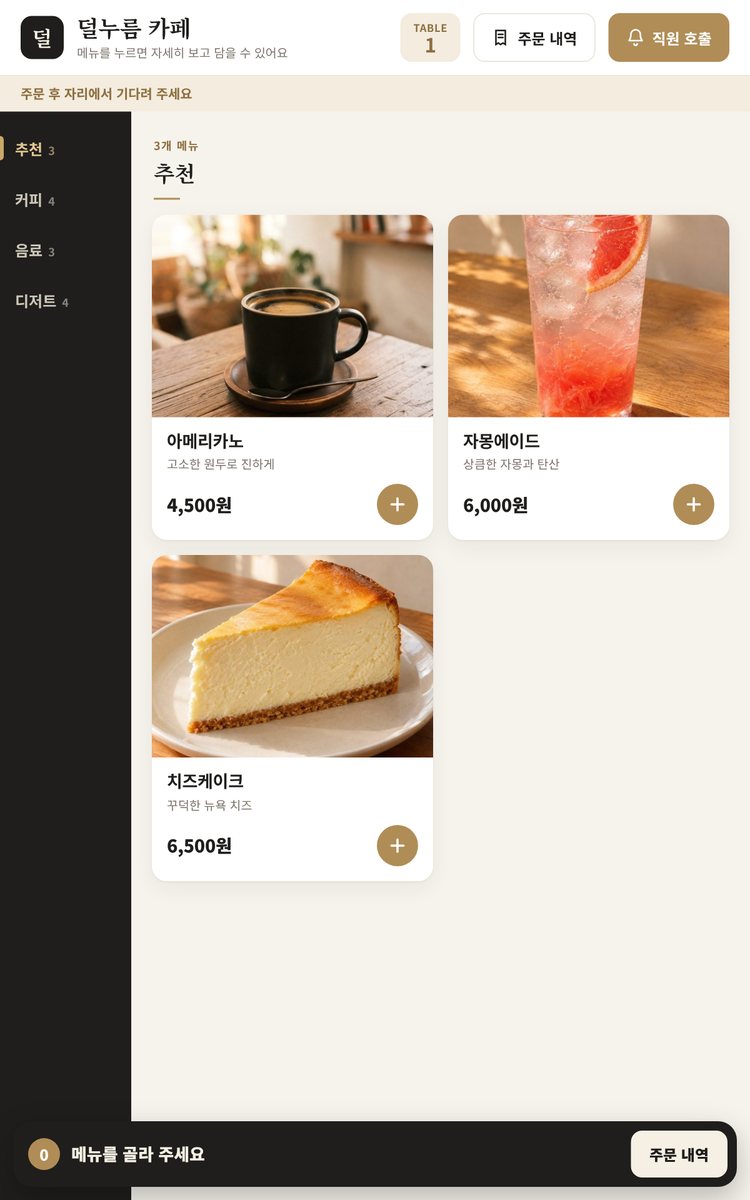 덜
덜누름 카페
메뉴를 누르면 자세히 보고 담을 수 있어요
TABLE
1
주문 내역
직원 호출
주문 후 자리에서 기다려 주세요
추천 3
커피 4
음료 3
디저트 4
3개 메뉴
추천
아메리카노
고소한 원두로 진하게
4,500원
자몽에이드
상큼한 자몽과 탄산
6,000원
치즈케이크
꾸덕한 뉴욕 치즈
6,500원
0 메뉴를 골라 주세요
주문 내역